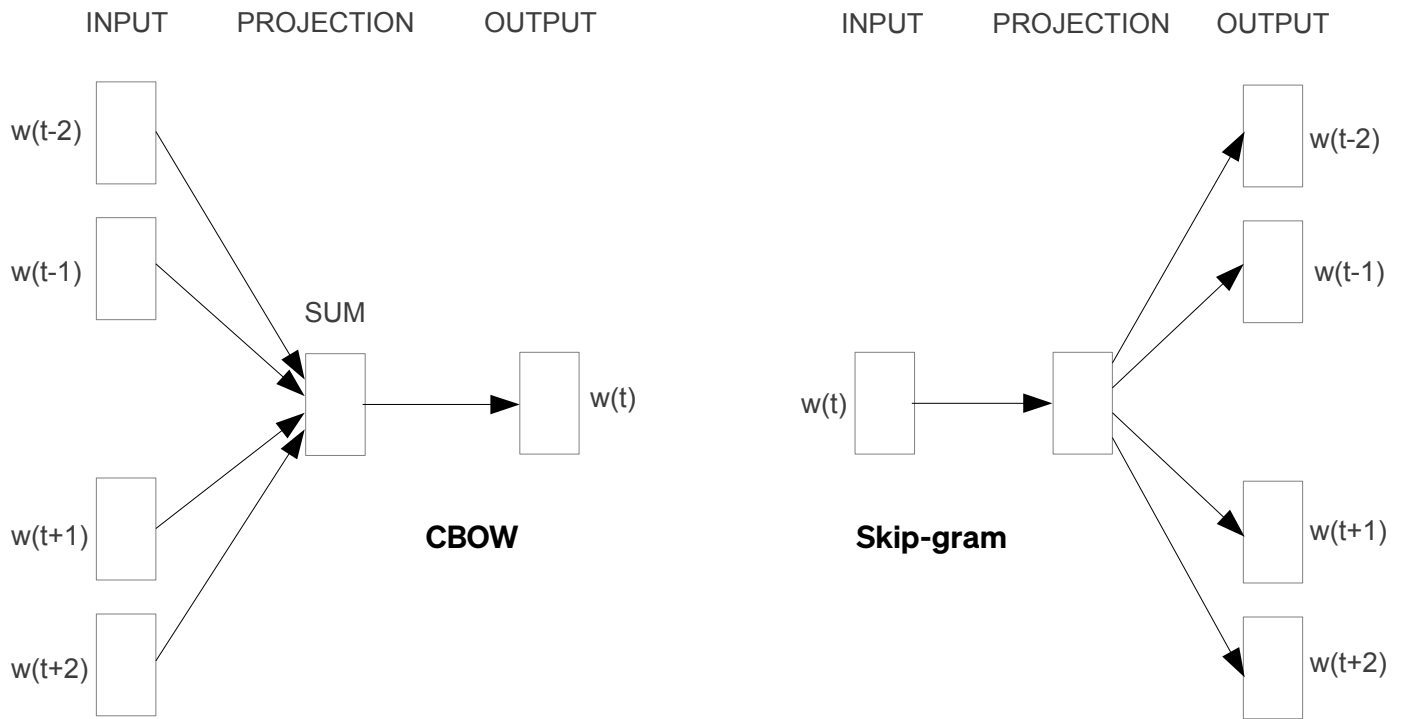 INPUT PROJECTION OUTPUT
w(t-2)
w(t-1)
SUM
w(t)
w(t+1)
w(t+2)
CBOW
INPUT PROJECTION OUTPUT
w(t-2)
w(t-1)
w(t)
w(t+1)
w(t+2)
Skip-gram